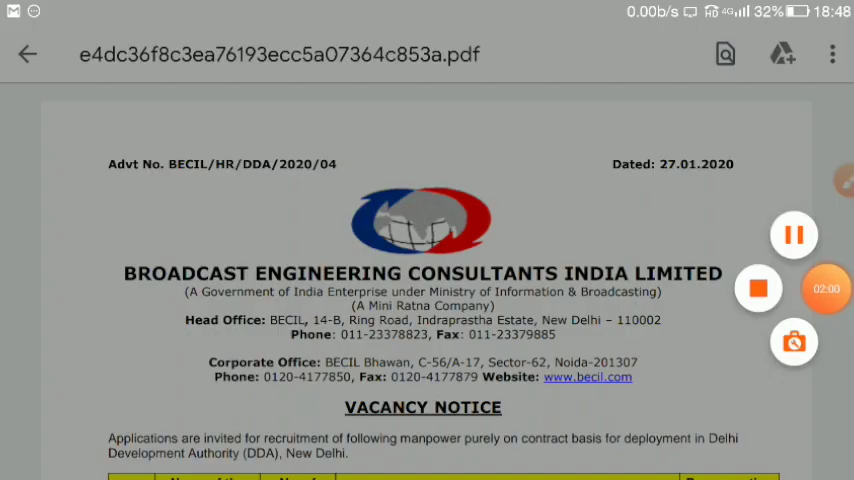 0.00b/s HD 4G 32% 18:48
e4dc36f8c3ea76193ecc5a07364c853a.pdf
Advt No. BECIL/HR/DDA/2020/04 Dated: 27.01.2020
BROADCAST ENGINEERING CONSULTANTS INDIA LIMITED
(A Government of India Enterprise under Ministry of Information & Broadcasting)
(A Mini Ratna Company)
Head Office: BECIL, 14-B, Ring Road, Indraprastha Estate, New Delhi – 110002
Phone: 011-23378823, Fax: 011-23379885
02:00
Corporate Office: BECIL Bhawan, C-56/A-17, Sector-62, Noida-201307
Phone: 0120-4177850, Fax: 0120-4177879 Website: www.becil.com
VACANCY NOTICE
Applications are invited for recruitment of following manpower purely on contract basis for deployment in Delhi
Development Authority (DDA), New Delhi.